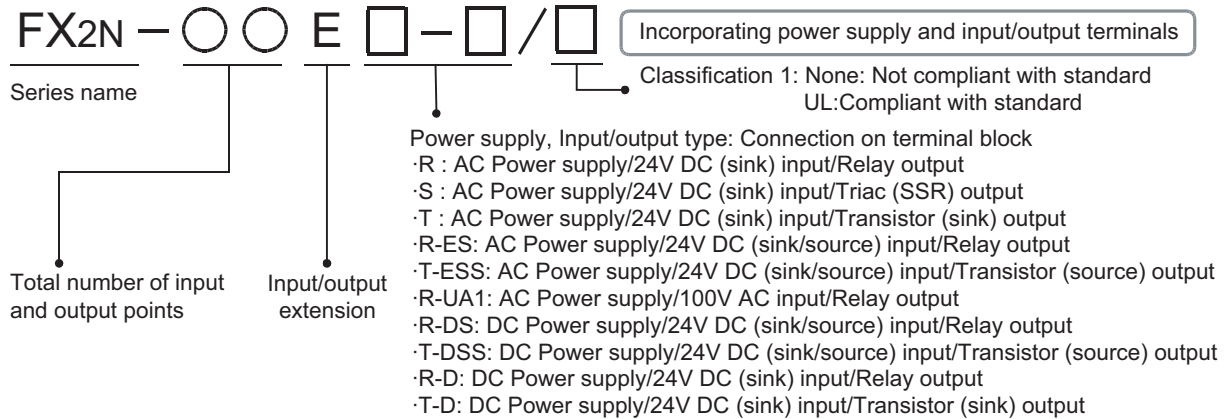 FX2N – ○○ E □ – □ / □
Incorporating power supply and input/output terminals
Series name
Classification 1: None: Not compliant with standard
UL:Compliant with standard
Power supply, Input/output type: Connection on terminal block
·R : AC Power supply/24V DC (sink) input/Relay output
·S : AC Power supply/24V DC (sink) input/Triac (SSR) output
·T : AC Power supply/24V DC (sink) input/Transistor (sink) output
·R-ES: AC Power supply/24V DC (sink/source) input/Relay output
·T-ESS: AC Power supply/24V DC (sink/source) input/Transistor (source) output
·R-UA1: AC Power supply/100V AC input/Relay output
·R-DS: DC Power supply/24V DC (sink/source) input/Relay output
·T-DSS: DC Power supply/24V DC (sink/source) input/Transistor (source) output
·R-D: DC Power supply/24V DC (sink) input/Relay output
·T-D: DC Power supply/24V DC (sink) input/Transistor (sink) output
Total number of input
and output points
Input/output
extension